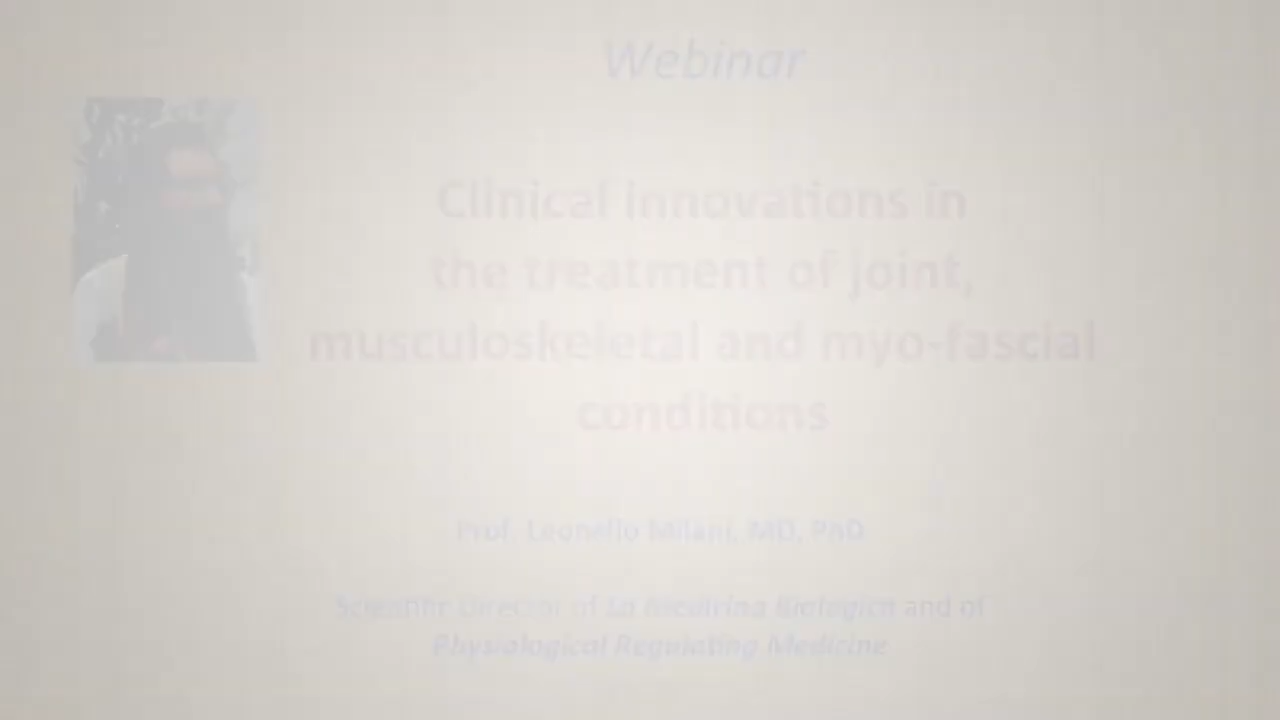 Webinar
Clinical innovations in
the treatment of joint,
musculoskeletal and myo-fascial
conditions
Prof. Leonello Milani, MD, PhD
Scientific Director of La Medicina Biologica and of
Physiological Regulating Medicine